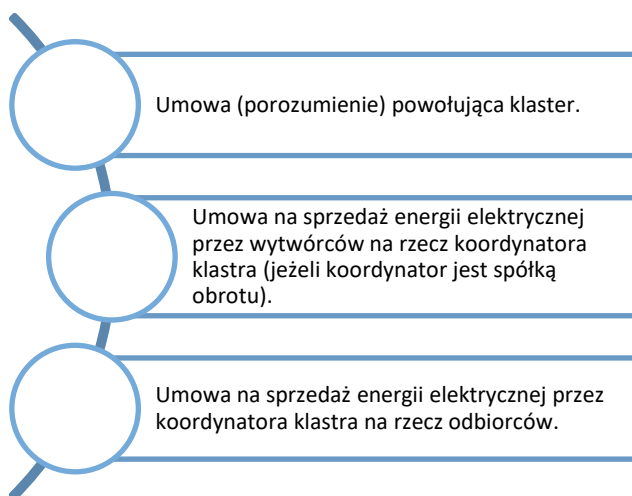 Umowa (porozumienie) powołująca klaster.
Umowa na sprzedaż energii elektrycznej
przez wytwórców na rzecz koordynatora
klastra (jeżeli koordynator jest spółką
obrotu).
Umowa na sprzedaż energii elektrycznej przez
koordynatora klastra na rzecz odbiorców.